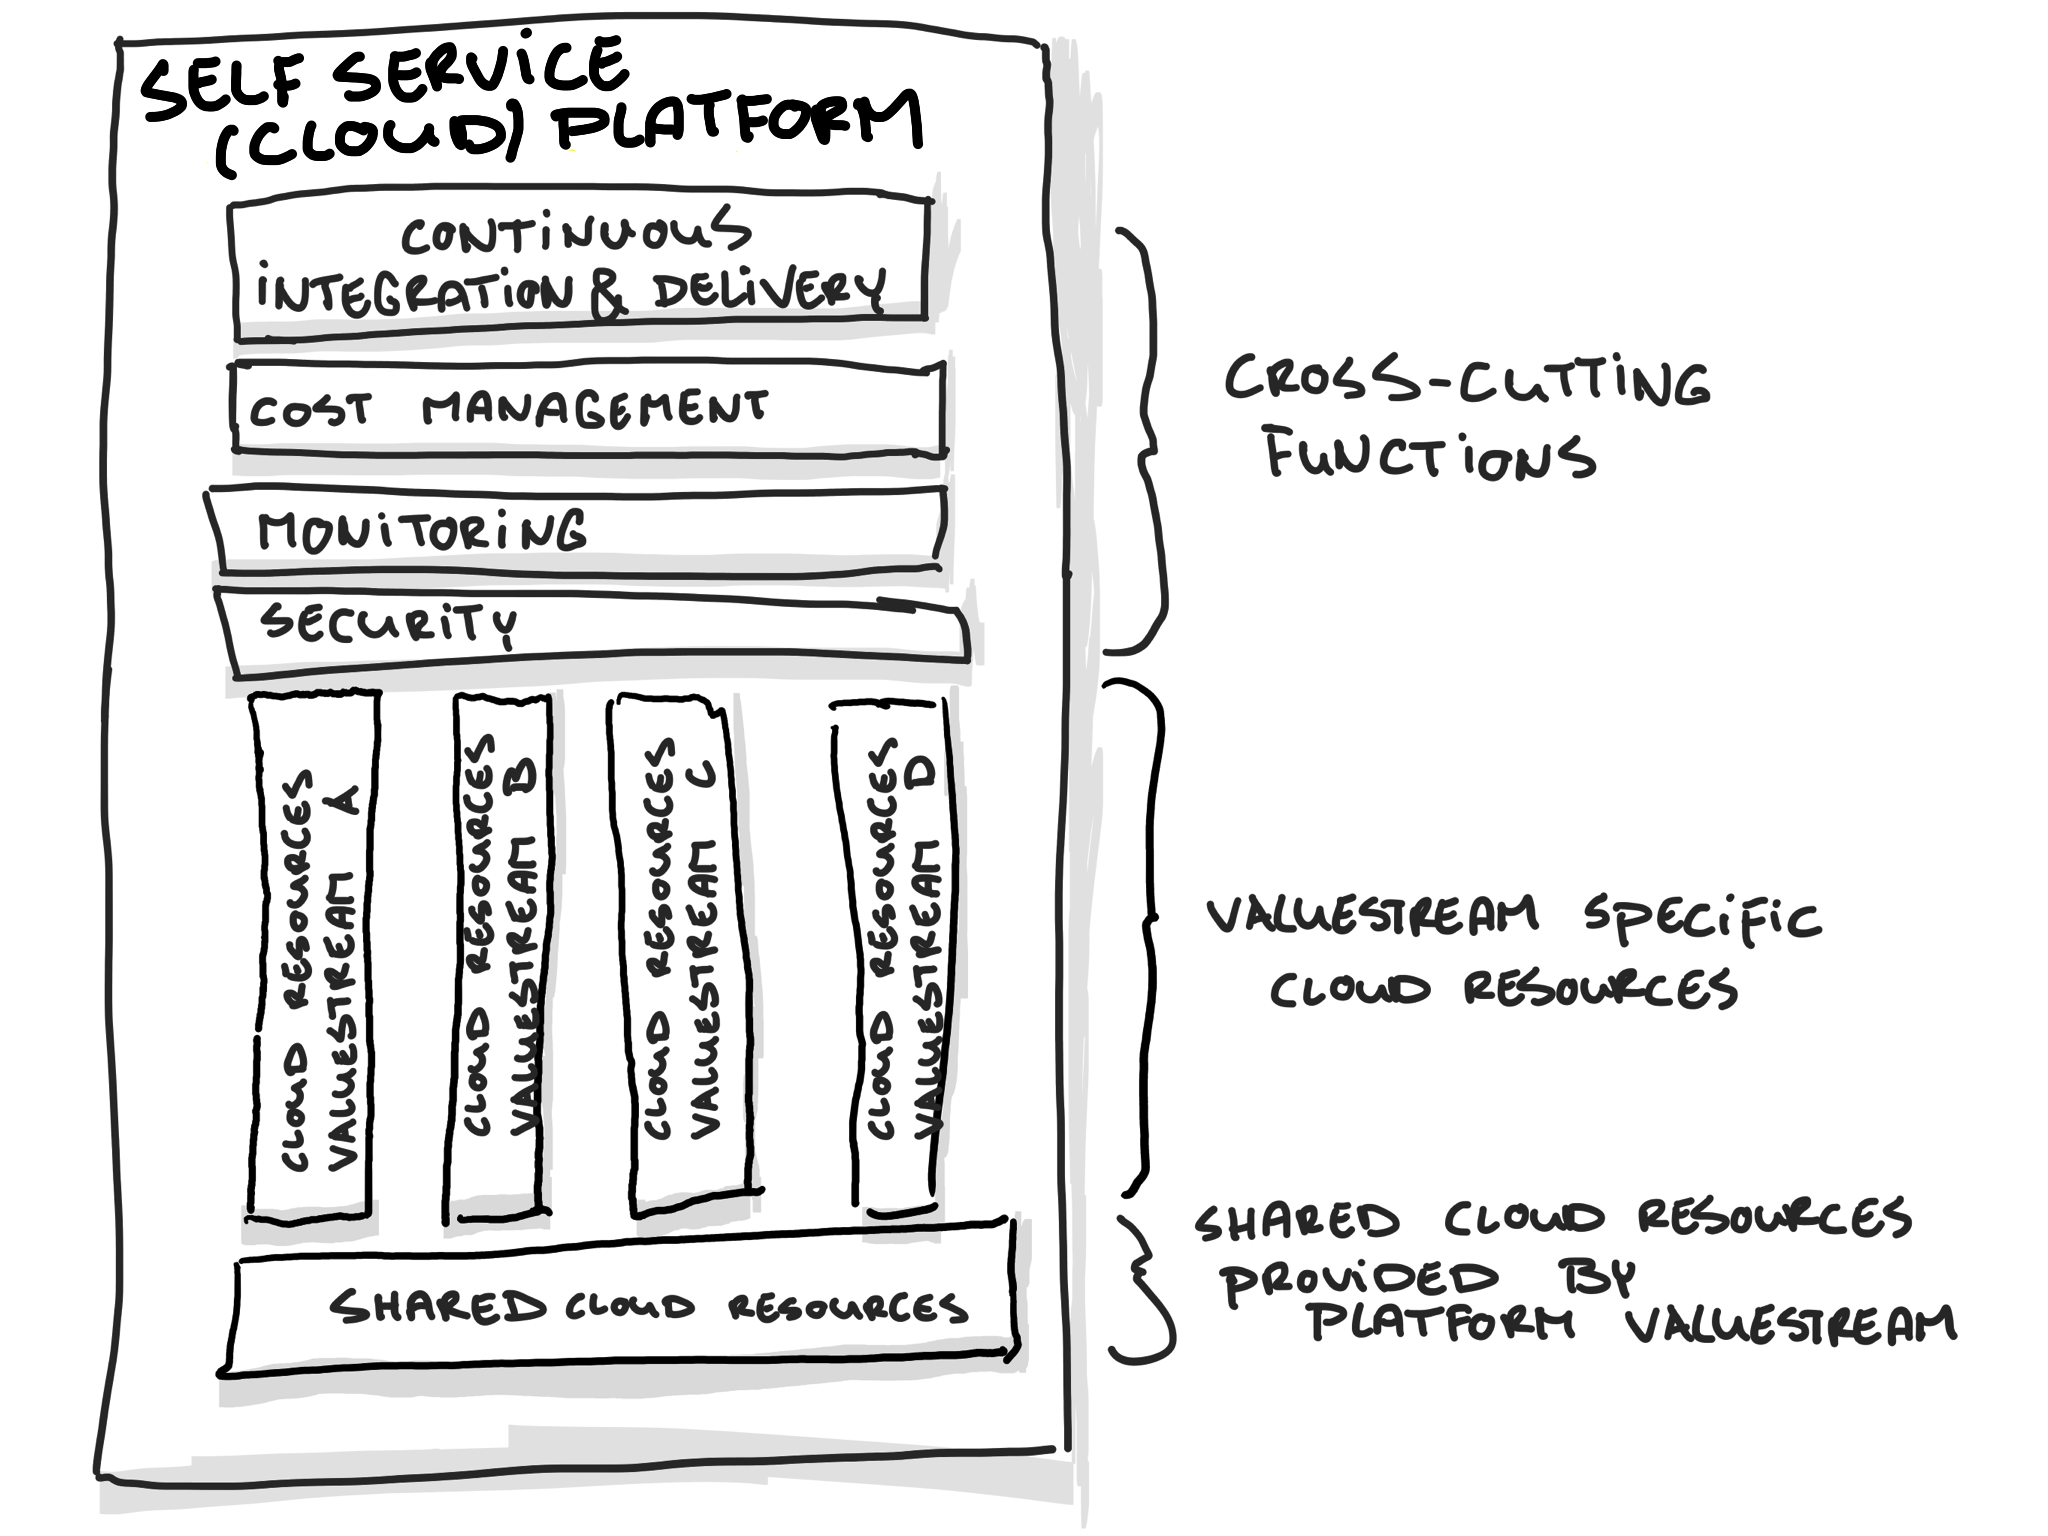 SELF SERVICE
(CLOUD) PLATFORM
CONTINUOUS
INTEGRATION & DELIVERY
COST MANAGEMENT
MONITORING
SECURITY
CROSS-CUTTING
FUNCTIONS
CLOUD RESOURCES
VALUESTREAM A
CLOUD RESOURCES
VALUESTREAM B
CLOUD RESOURCES
VALUESTREAM C
CLOUD RESOURCES
VALUESTREAM D
VALUESTREAM SPECIFIC
CLOUD RESOURCES
SHARED CLOUD RESOURCES
SHARED CLOUD RESOURCES
PROVIDED BY
PLATFORM VALUESTREAM